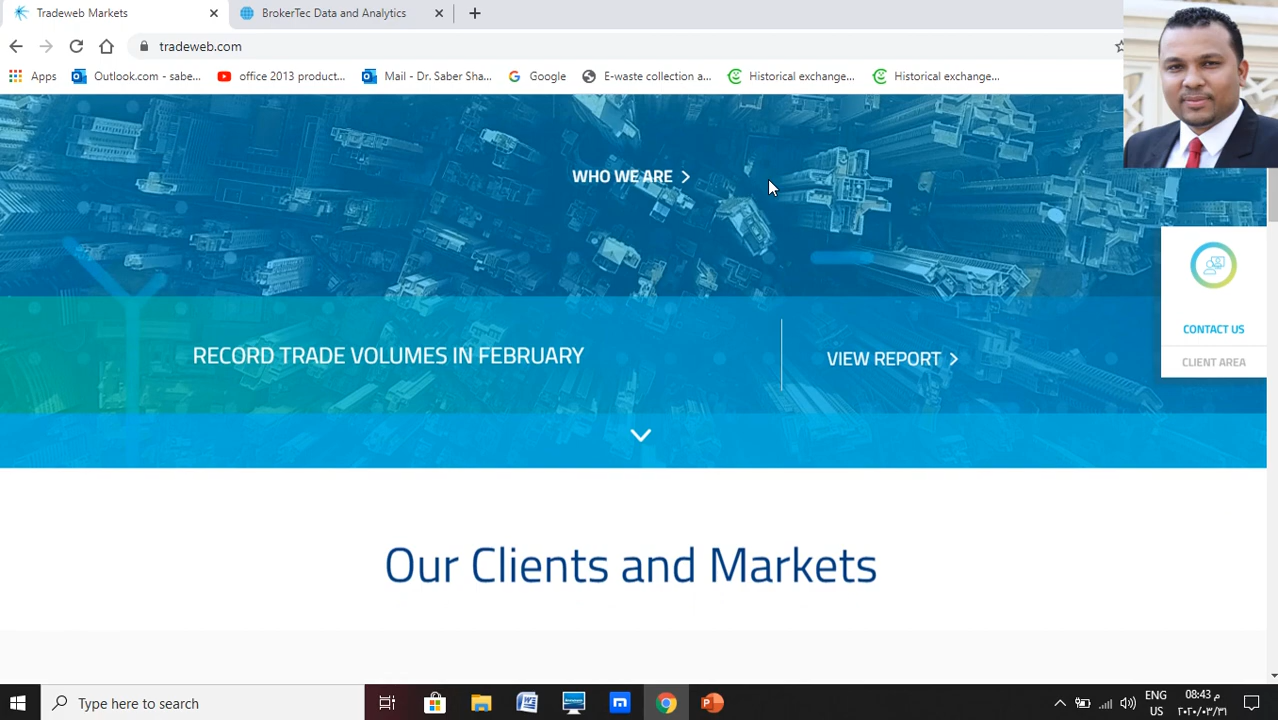 Tradeweb Markets
BrokerTec Data and Analytics
tradeweb.com
Apps
Outlook.com - sabe...
office 2013 product...
Mail - Dr. Saber Sha...
Google
E-waste collection a...
Historical exchange...
Historical exchange...
WHO WE ARE
RECORD TRADE VOLUMES IN FEBRUARY
VIEW REPORT
CONTACT US
CLIENT AREA
Our Clients and Markets
Type here to search
ENG
US
08:43 م
٢٠٢٠/٠٣/٣١